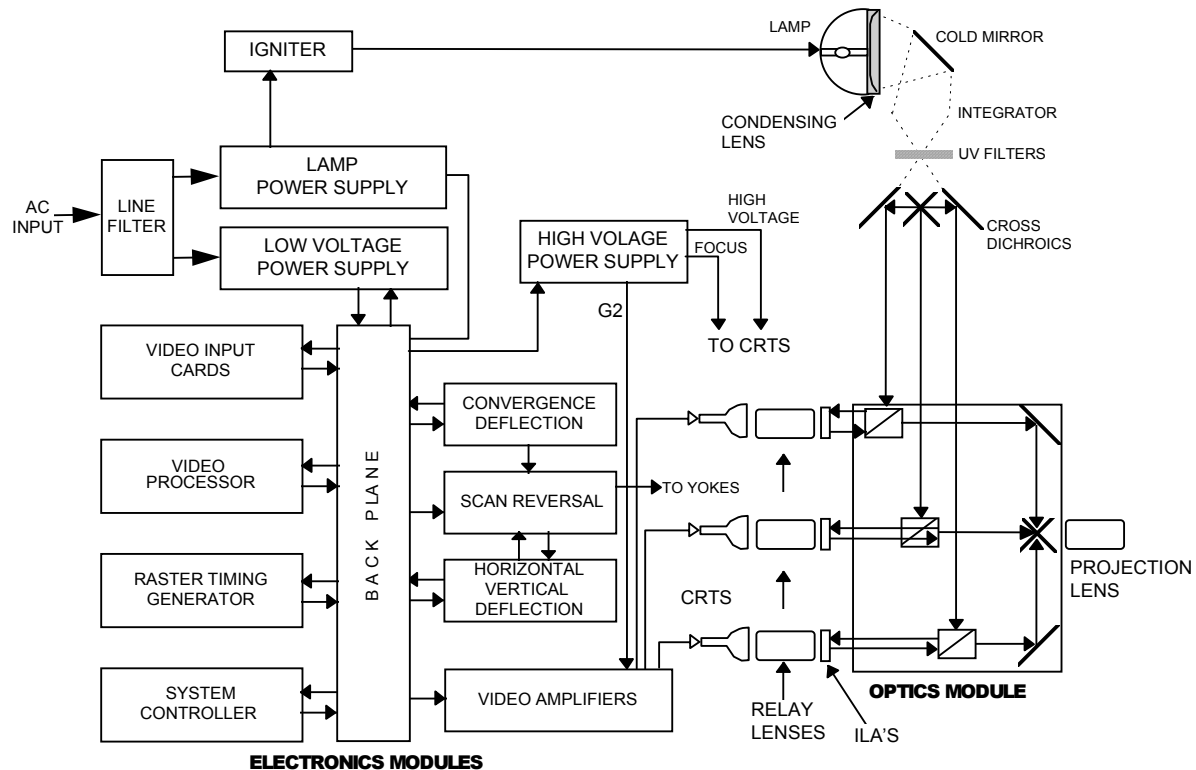 LAMP
COLD MIRROR
IGNITER
INTEGRATOR
CONDENSING
LENS
UV FILTERS
LAMP
POWER SUPPLY
AC
INPUT
LINE
FILTER
HIGH
VOLTAGE
CROSS
DICHROICS
LOW VOLTAGE
POWER SUPPLY
HIGH VOLAGE
POWER SUPPLY
FOCUS
G2
TO CRTS
VIDEO INPUT
CARDS
BACK PLANE
CONVERGENCE
DEFLECTION
VIDEO
PROCESSOR
SCAN REVERSAL
TO YOKES
RASTER TIMING
GENERATOR
HORIZONTAL
VERTICAL
DEFLECTION
CRTS
PROJECTION
LENS
SYSTEM
CONTROLLER
VIDEO AMPLIFIERS
OPTICS MODULE
RELAY
LENSES
ILA'S
ELECTRONICS MODULES